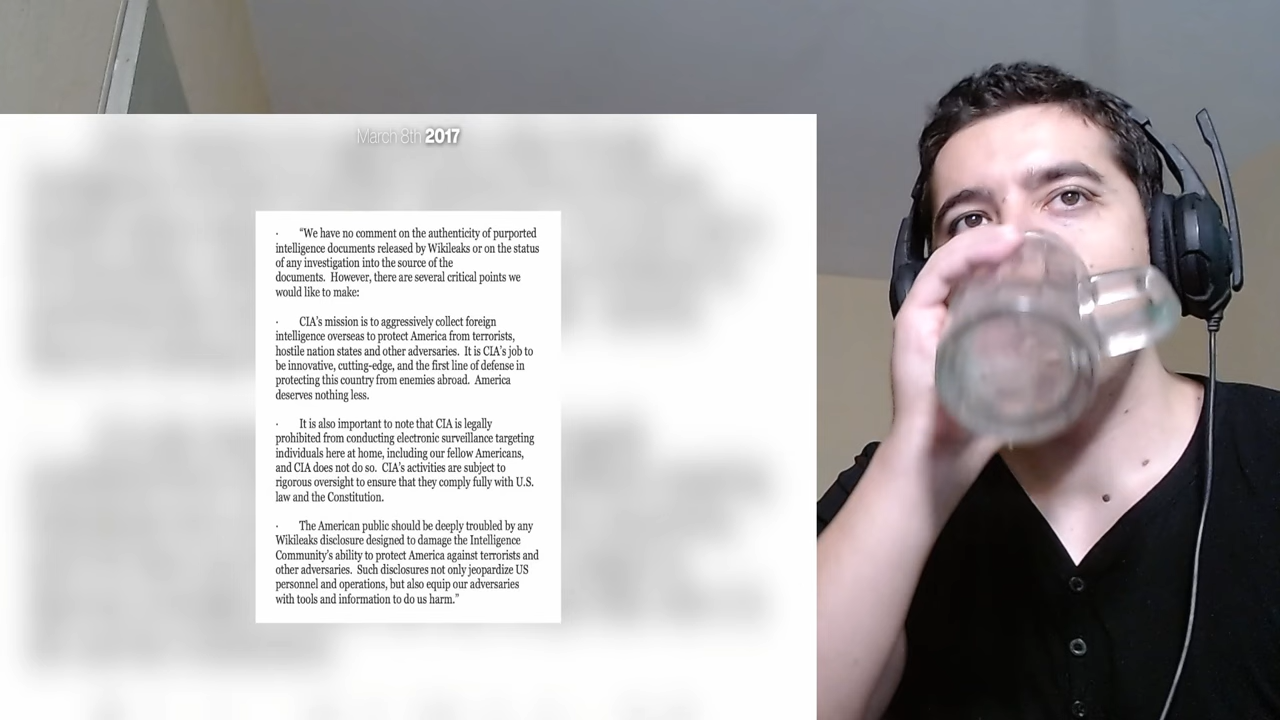 March 8th 2017
· “We have no comment on the authenticity of purported
intelligence documents released by Wikileaks or on the status
of any investigation into the source of the
documents. However, there are several critical points we
would like to make:
· CIA’s mission is to aggressively collect foreign
intelligence overseas to protect America from terrorists,
hostile nation states and other adversaries. It is CIA’s job to
be innovative, cutting-edge, and the first line of defense in
protecting this country from enemies abroad. America
deserves nothing less.
· It is also important to note that CIA is legally
prohibited from conducting electronic surveillance targeting
individuals here at home, including our fellow Americans,
and CIA does not do so. CIA’s activities are subject to
rigorous oversight to ensure that they comply fully with U.S.
law and the Constitution.
· The American public should be deeply troubled by any
Wikileaks disclosure designed to damage the Intelligence
Community’s ability to protect America against terrorists and
other adversaries. Such disclosures not only jeopardize US
personnel and operations, but also equip our adversaries
with tools and information to do us harm.”